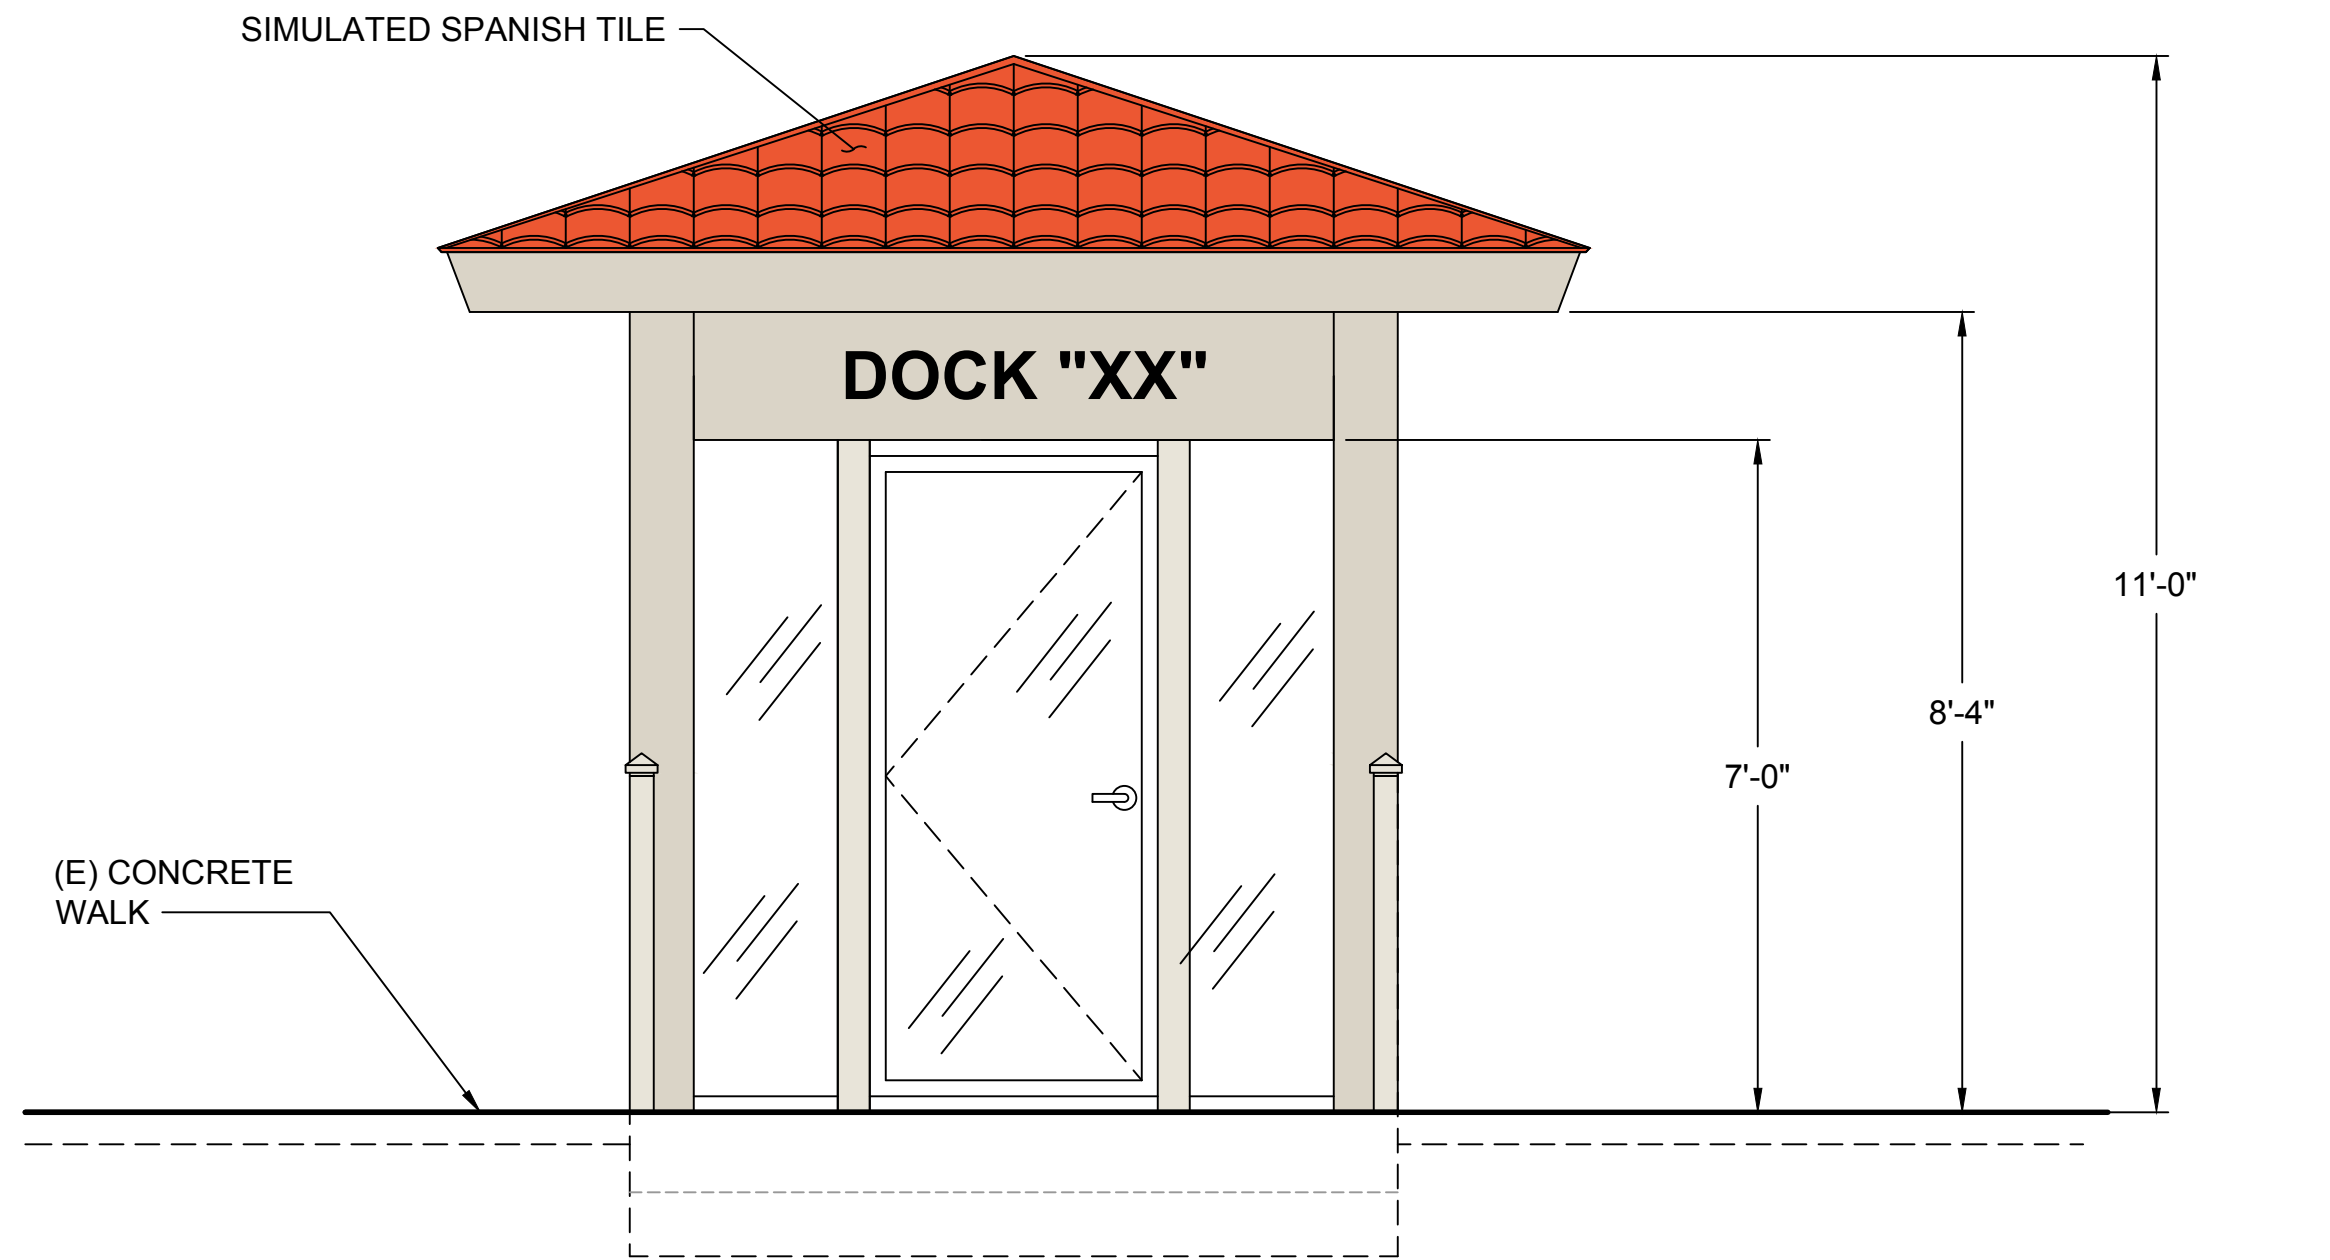 SIMULATED SPANISH TILE
DOCK "XX"
11'-0"
8'-4"
7'-0"
(E) CONCRETE
WALK